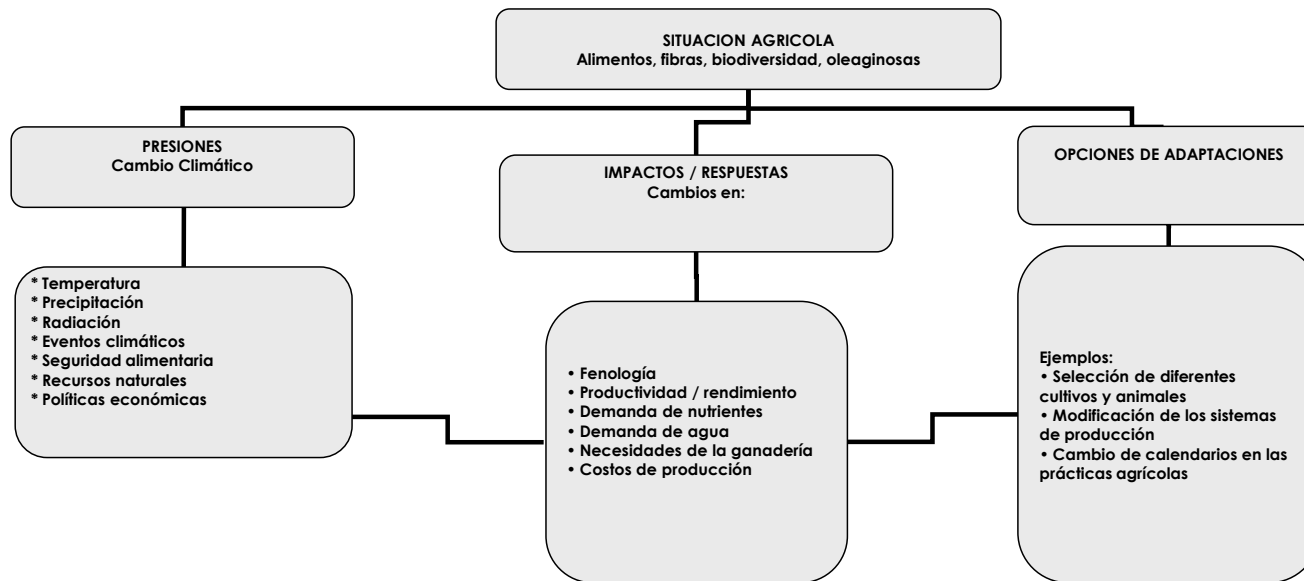 SITUACION AGRICOLA
Alimentos, fibras, biodiversidad, oleaginosas
PRESIONES
Cambio Climático
IMPACTOS / RESPUESTAS
Cambios en:
OPCIONES DE ADAPTACIONES
* Temperatura
* Precipitación
* Radiación
* Eventos climáticos
* Seguridad alimentaria
* Recursos naturales
* Políticas económicas
• Fenología
• Productividad / rendimiento
• Demanda de nutrientes
• Demanda de agua
• Necesidades de la ganadería
• Costos de producción
Ejemplos:
• Selección de diferentes
cultivos y animales
• Modificación de los sistemas
de producción
• Cambio de calendarios en las
prácticas agrícolas